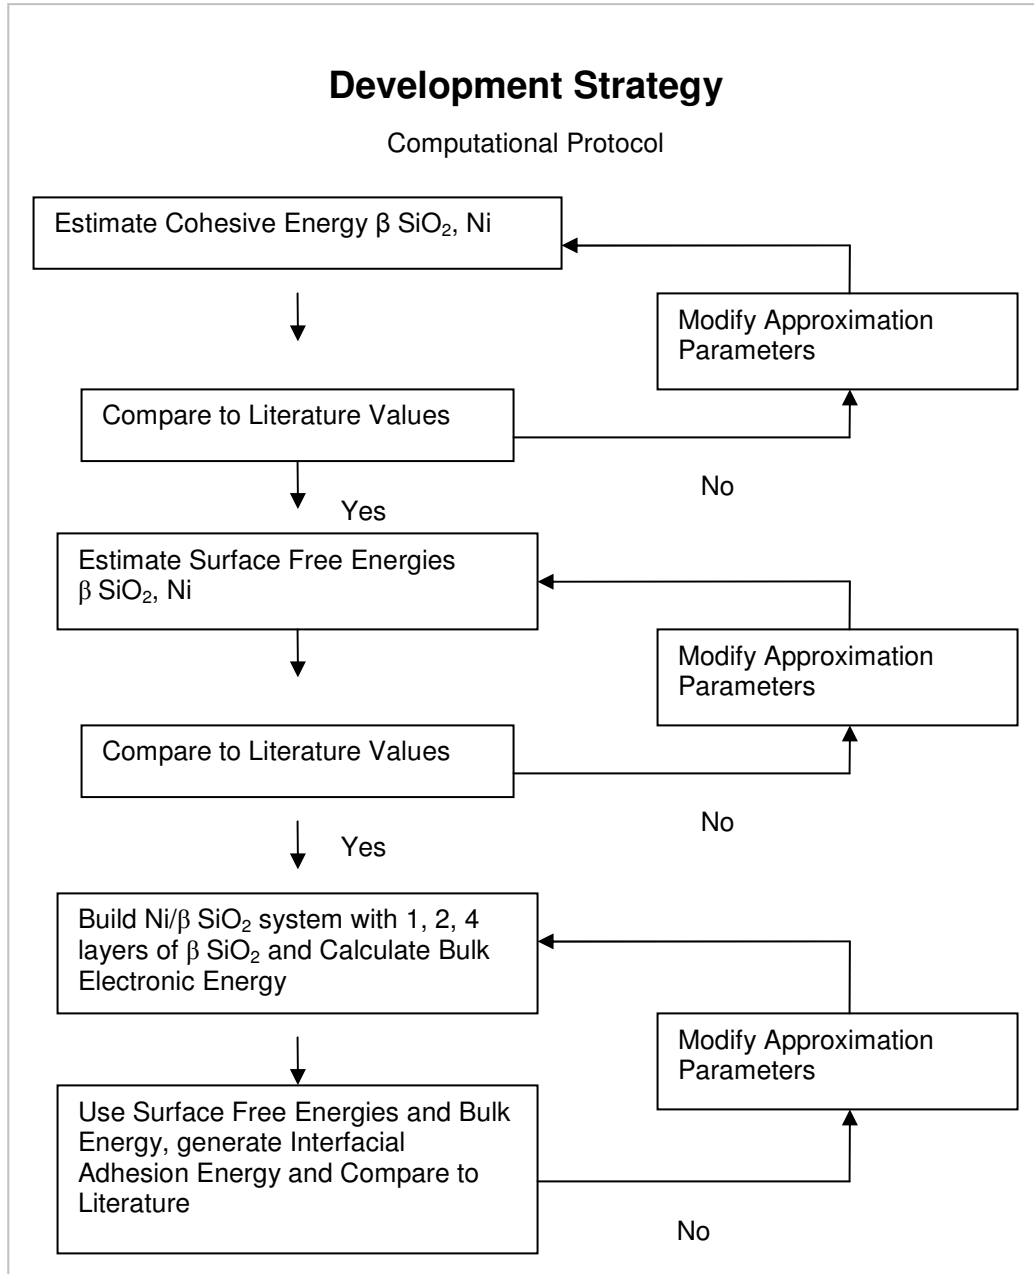 Development Strategy
Computational Protocol
Estimate Cohesive Energy β SiO₂, Ni
Modify Approximation
Parameters
Compare to Literature Values
No
Yes
Estimate Surface Free Energies
β SiO₂, Ni
Modify Approximation
Parameters
Compare to Literature Values
No
Yes
Build Ni/β SiO₂ system with 1, 2, 4
layers of β SiO₂ and Calculate Bulk
Electronic Energy
Modify Approximation
Parameters
Use Surface Free Energies and Bulk
Energy, generate Interfacial
Adhesion Energy and Compare to
Literature
No